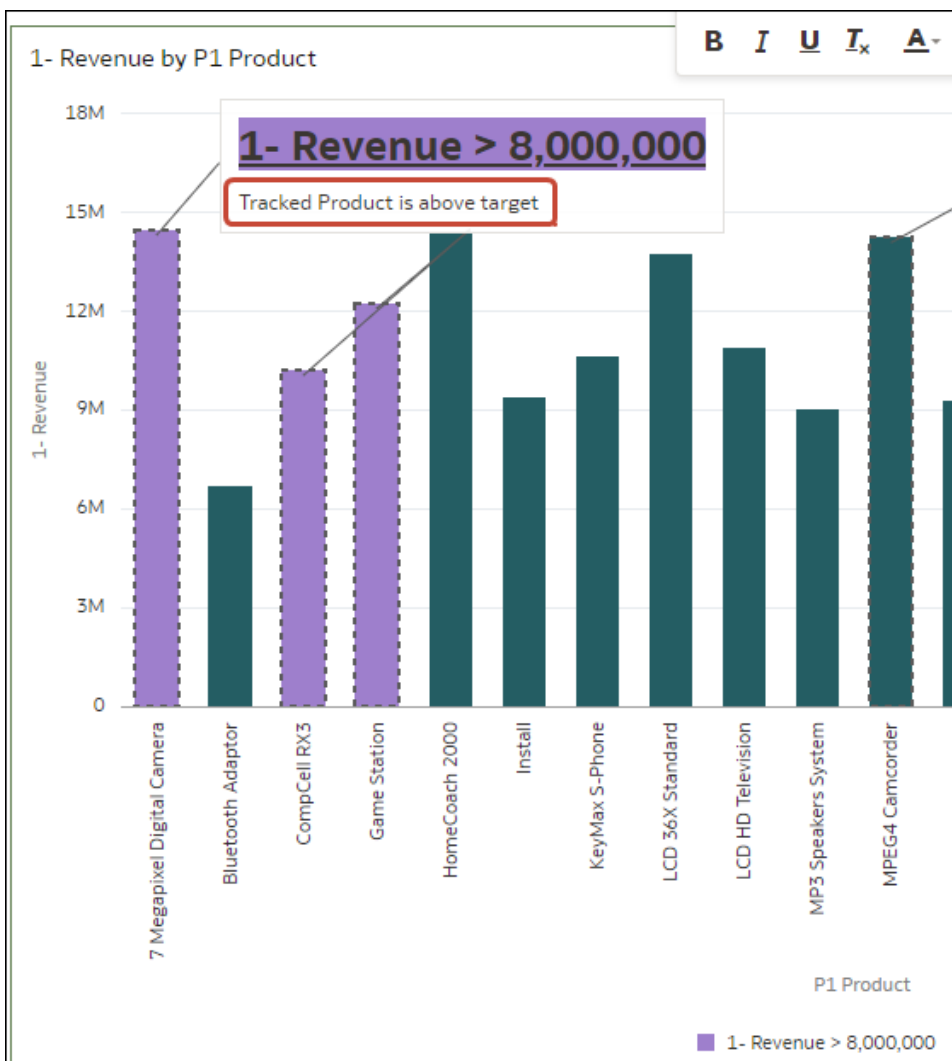 B I U Tx A
1- Revenue by P1 Product
1- Revenue > 8,000,000
Tracked Product is above target
18M
15M
12M
9M
6M
3M
0
1- Revenue
7 Megapixel Digital Camera
Bluetooth Adaptor
CompCell RX3
Game Station
HomeCoach 2000
Install
KeyMax S-Phone
LCD 36X Standard
LCD HD Television
MP3 Speakers System
MPEG4 Camcorder
P1 Product
1- Revenue > 8,000,000